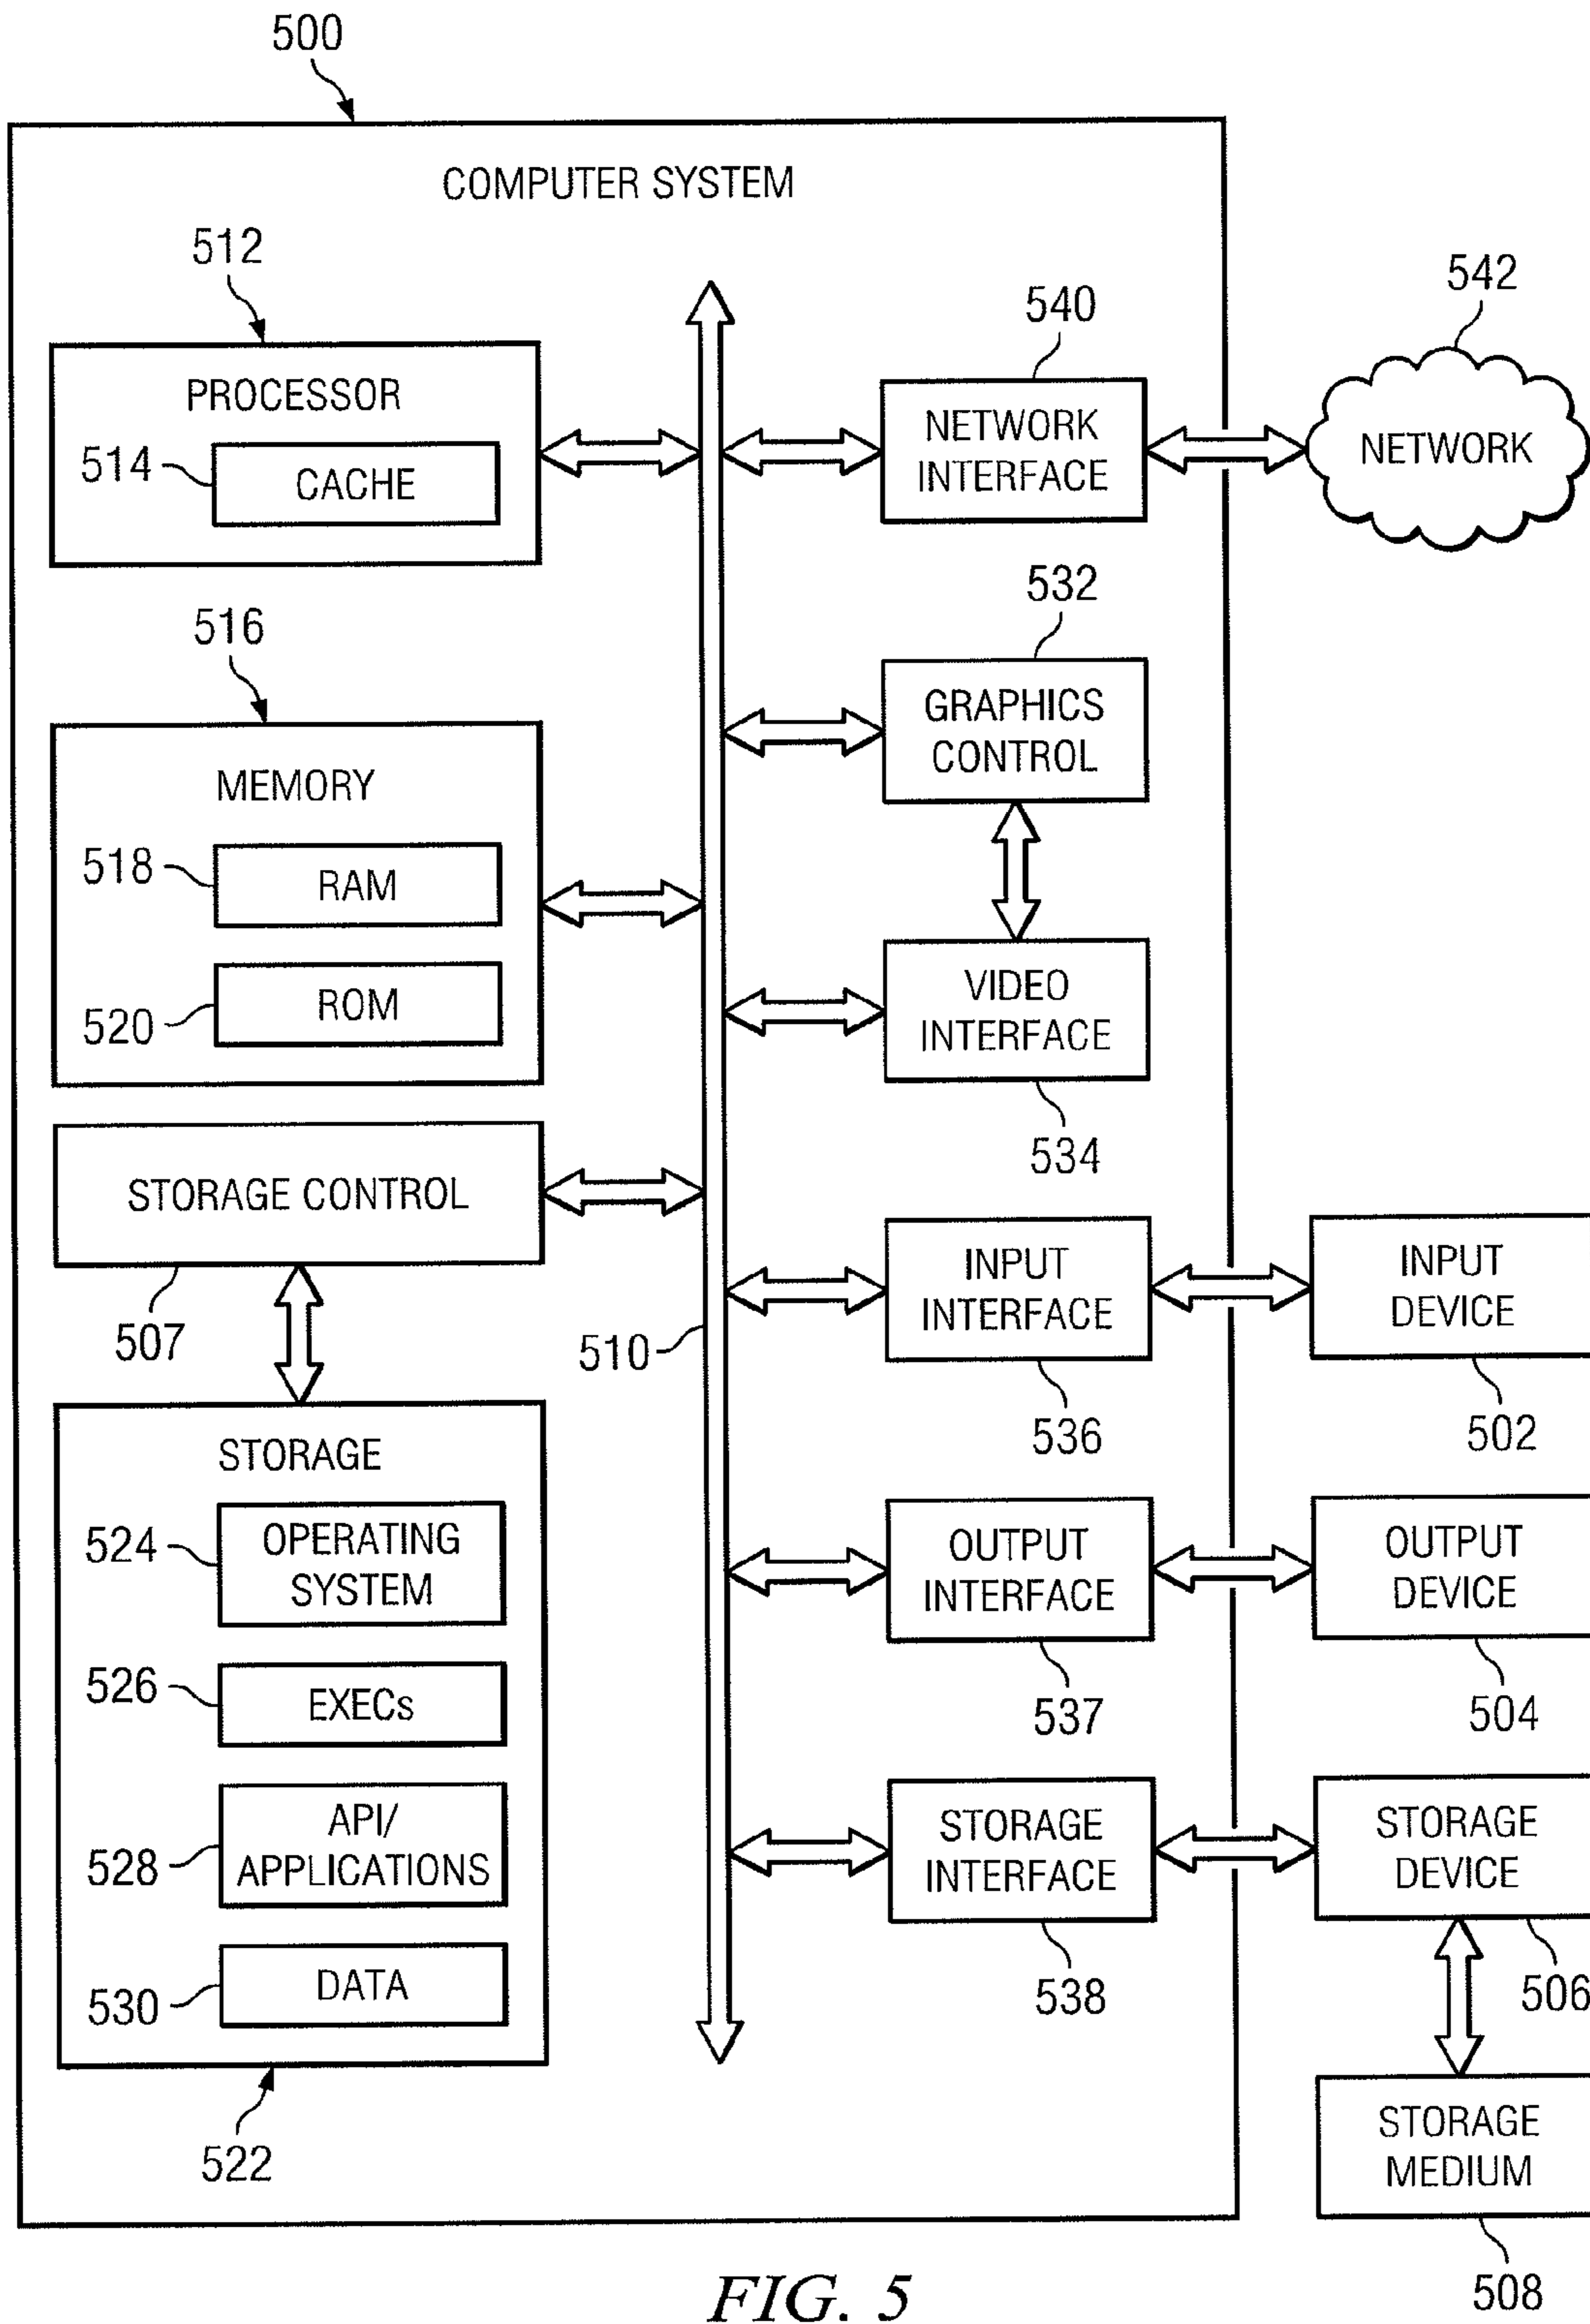 500
COMPUTER SYSTEM
512
PROCESSOR
514
CACHE
540
NETWORK
INTERFACE
542
NETWORK
532
GRAPHICS
CONTROL
516
MEMORY
518
RAM
520
ROM
VIDEO
INTERFACE
534
STORAGE CONTROL
507
510
INPUT
INTERFACE
536
INPUT
DEVICE
502
STORAGE
524
OPERATING
SYSTEM
526
EXECs
528
API/
APPLICATIONS
530
DATA
522
OUTPUT
INTERFACE
537
OUTPUT
DEVICE
504
STORAGE
INTERFACE
538
STORAGE
DEVICE
506
STORAGE
MEDIUM
508
FIG. 5